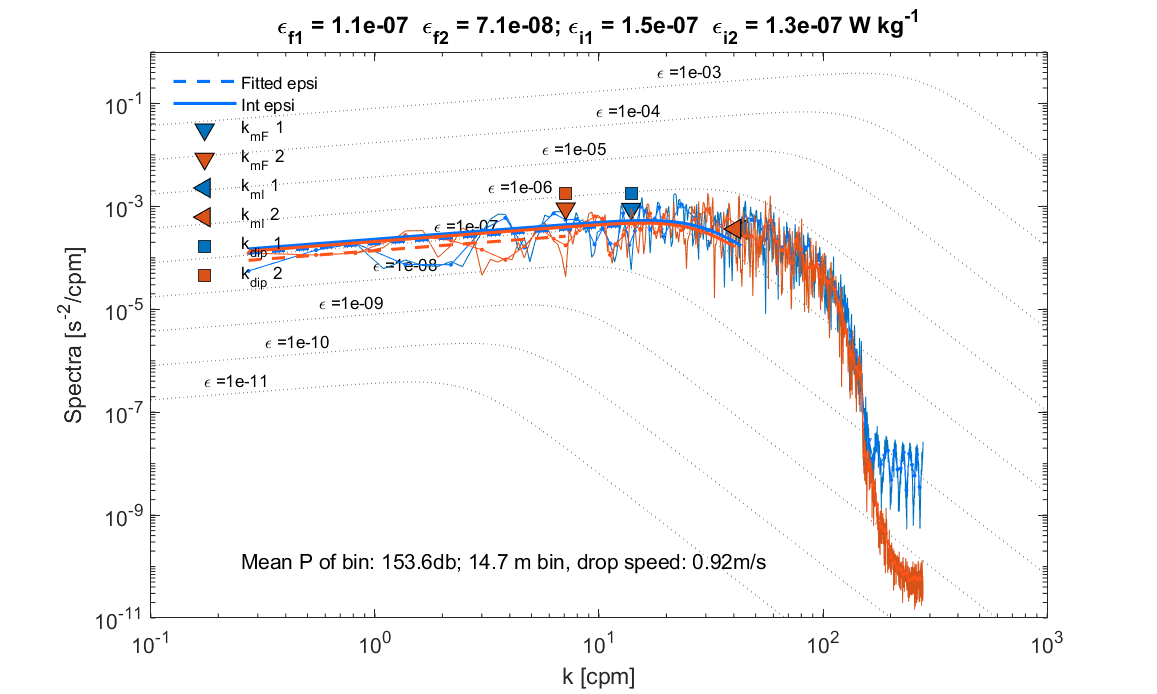 ϵf1 = 1.1e-07 ϵf2 = 7.1e-08; ϵi1 = 1.5e-07 ϵi2 = 1.3e-07 W kg-1
Fitted epsi
Int epsi
kmF 1
kmF 2
kmI 1
kmI 2
kdip 1
kdip 2
ϵ =1e-03
ϵ =1e-04
ϵ =1e-05
ϵ =1e-06
ϵ =1e-07
ϵ =1e-08
ϵ =1e-09
ϵ =1e-10
ϵ =1e-11
Mean P of bin: 153.6db; 14.7 m bin, drop speed: 0.92m/s
Spectra [s-2/cpm]
10-1
10-3
10-5
10-7
10-9
10-11
10-1
100
101
102
103
k [cpm]